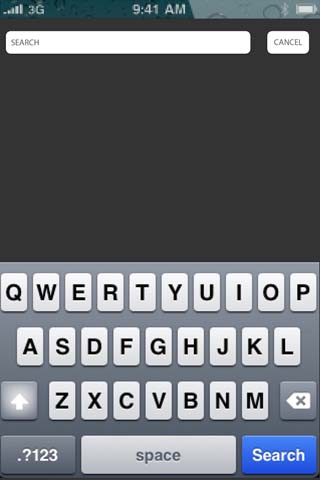 3G 9:41 AM
SEARCH CANCEL
Q W E R T Y U I O P
A S D F G H J K L
Z X C V B N M
.?123 space Search